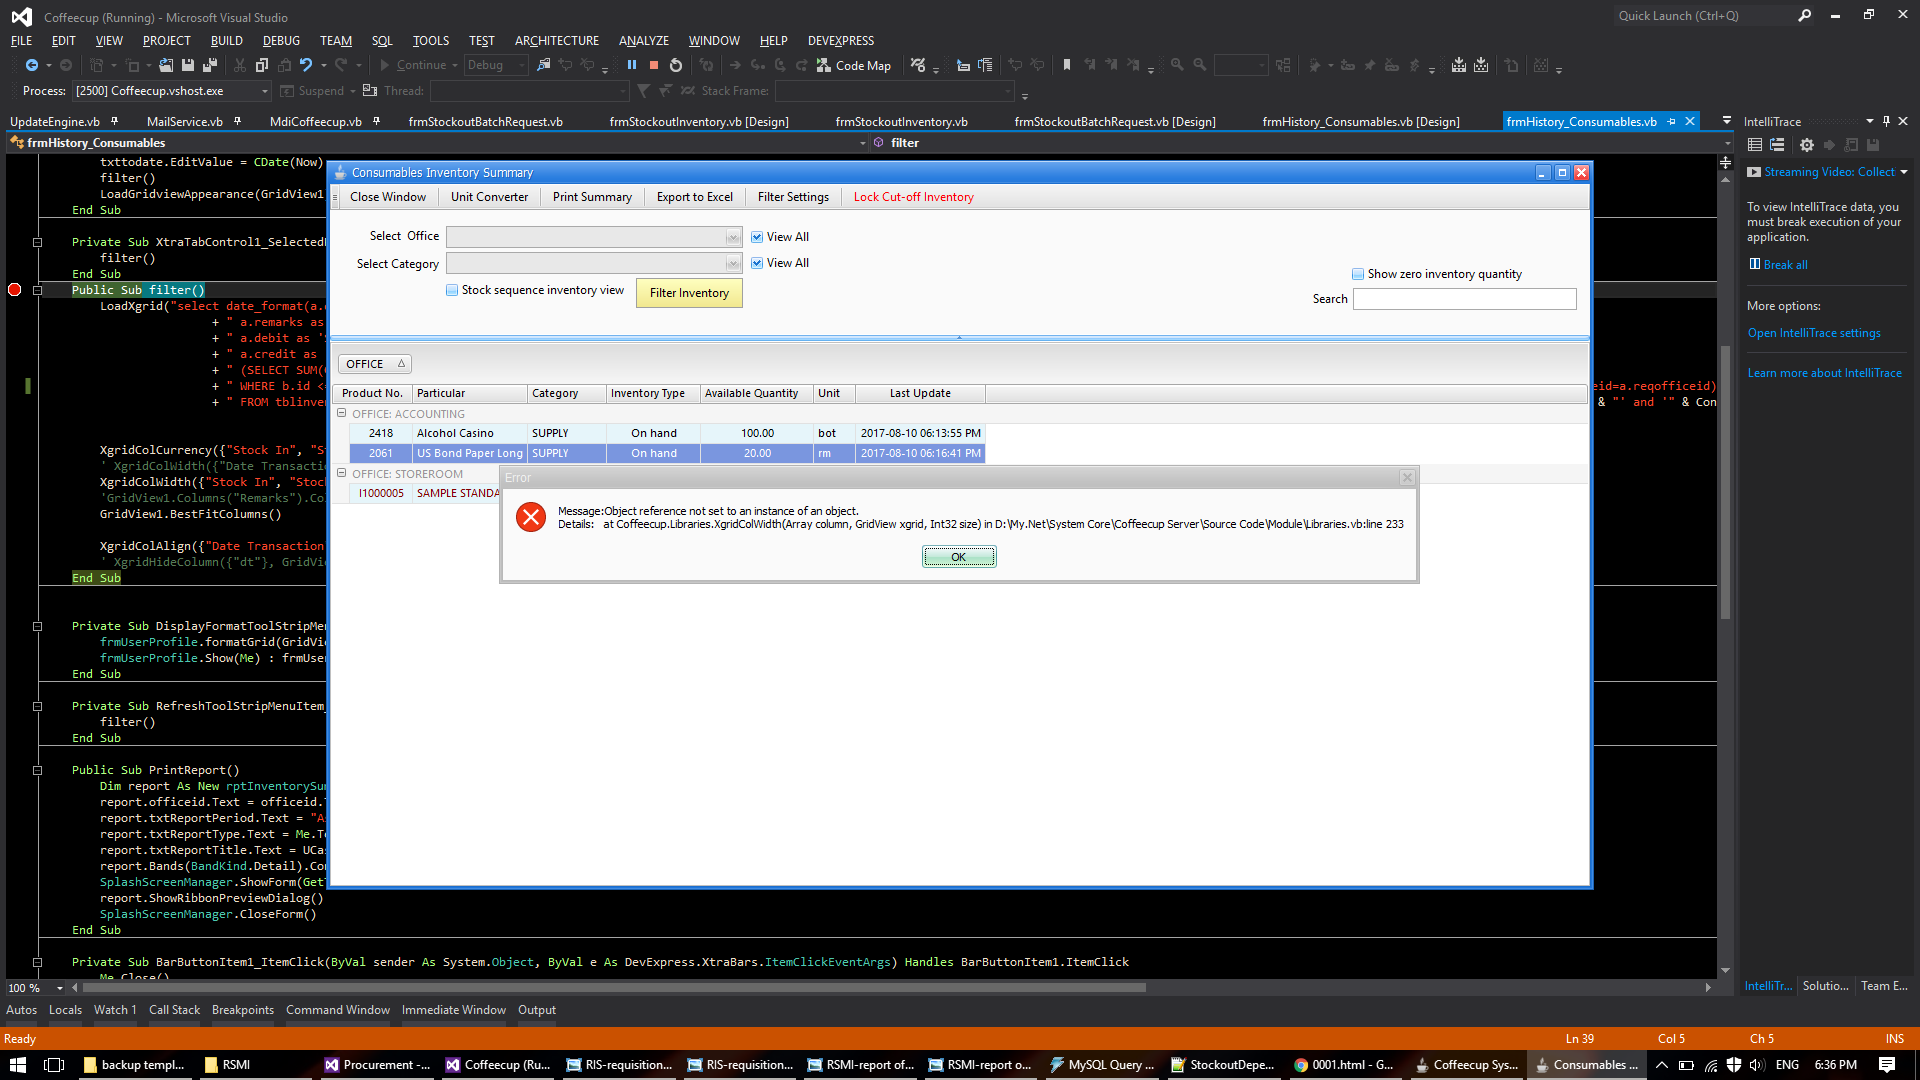 Coffeecup (Running) - Microsoft Visual Studio
Quick Launch (Ctrl+Q)
FILE EDIT VIEW PROJECT BUILD DEBUG TEAM SQL TOOLS TEST ARCHITECTURE ANALYZE WINDOW HELP DEVEXPRESS
Continue Debug Code Map
Process: [2500] Coffeecup.vshost.exe Suspend Thread: Stack Frame:
UpdateEngine.vb MailService.vb MdiCoffeecup.vb frmStockoutBatchRequest.vb frmStockoutInventory.vb [Design] frmStockoutInventory.vb frmStockoutBatchRequest.vb [Design] frmHistory_Consumables.vb [Design] frmHistory_Consumables.vb
frmHistory_Consumables filter
txttodate.EditValue = CDate(Now)
filter()
LoadGridviewAppearance(GridView1
End Sub
Private Sub XtraTabControl1_Selected
filter()
End Sub
Public Sub filter()
LoadXgrid("select date_format(a.
+ " a.remarks as
+ " a.debit as '
+ " a.credit as
+ " (SELECT SUM(
+ " WHERE b.id <= eid=a.reqofficeid)
+ " FROM tblinven & "' and '" & Con
XgridColCurrency({"Stock In", "S
' XgridColWidth({"Date Transactio
XgridColWidth({"Stock In", "Stoc
'GridView1.Columns("Remarks").Co
GridView1.BestFitColumns()
XgridColAlign({"Date Transaction
' XgridHideColumn({"dt"}, GridVi
End Sub
Private Sub DisplayFormatToolStripMen
frmUserProfile.formatGrid(GridVi
frmUserProfile.Show(Me) : frmUse
End Sub
Private Sub RefreshToolStripMenuItem_
filter()
End Sub
Public Sub PrintReport()
Dim report As New rptInventorySu
report.officeid.Text = officeid.
report.txtReportPeriod.Text = "A
report.txtReportType.Text = Me.T
report.txtReportTitle.Text = UCa
report.Bands(BandKind.Detail).Co
SplashScreenManager.ShowForm(Get
report.ShowRibbonPreviewDialog()
SplashScreenManager.CloseForm()
End Sub
Private Sub BarButtonItem1_ItemClick(ByVal sender As System.Object, ByVal e As DevExpress.XtraBars.ItemClickEventArgs) Handles BarButtonItem1.ItemClick
Me.Close()
Consumables Inventory Summary
Close Window Unit Converter Print Summary Export to Excel Filter Settings Lock Cut-off Inventory
Select Office View All
Select Category View All
Stock sequence inventory view Filter Inventory
Show zero inventory quantity
Search
OFFICE
Product No. Particular Category Inventory Type Available Quantity Unit Last Update
OFFICE: ACCOUNTING
2418 Alcohol Casino SUPPLY On hand 100.00 bot 2017-08-10 06:13:55 PM
2061 US Bond Paper Long SUPPLY On hand 20.00 rm 2017-08-10 06:16:41 PM
OFFICE: STOREROOM
I1000005 SAMPLE STANDA
Error
Message:Object reference not set to an instance of an object.
Details: at Coffeecup.Libraries.XgridColWidth(Array column, GridView xgrid, Int32 size) in D:\My.Net\System Core\Coffeecup Server\Source Code\Module\Libraries.vb:line 233
OK
IntelliTrace
Streaming Video: Collect
To view IntelliTrace data, you
must break execution of your
application.
Break all
More options:
Open IntelliTrace settings
Learn more about IntelliTrace
IntelliTr... Solutio... Team E...
100 %
Autos Locals Watch 1 Call Stack Breakpoints Command Window Immediate Window Output
Ready Ln 39 Col 5 Ch 5 INS
backup templ... RSMI Procurement -... Coffeecup (Ru... RIS-requisition... RIS-requisition... RSMI-report of... RSMI-report o... MySQL Query ... StockoutDepe... 0001.html - G... Coffeecup Sys... Consumables ... ENG 6:36 PM